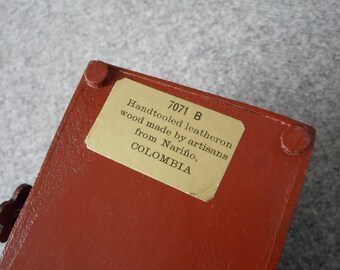 7071 B
Handtooled leatheron
wood made by artisans
from Nariño,
COLOMBIA